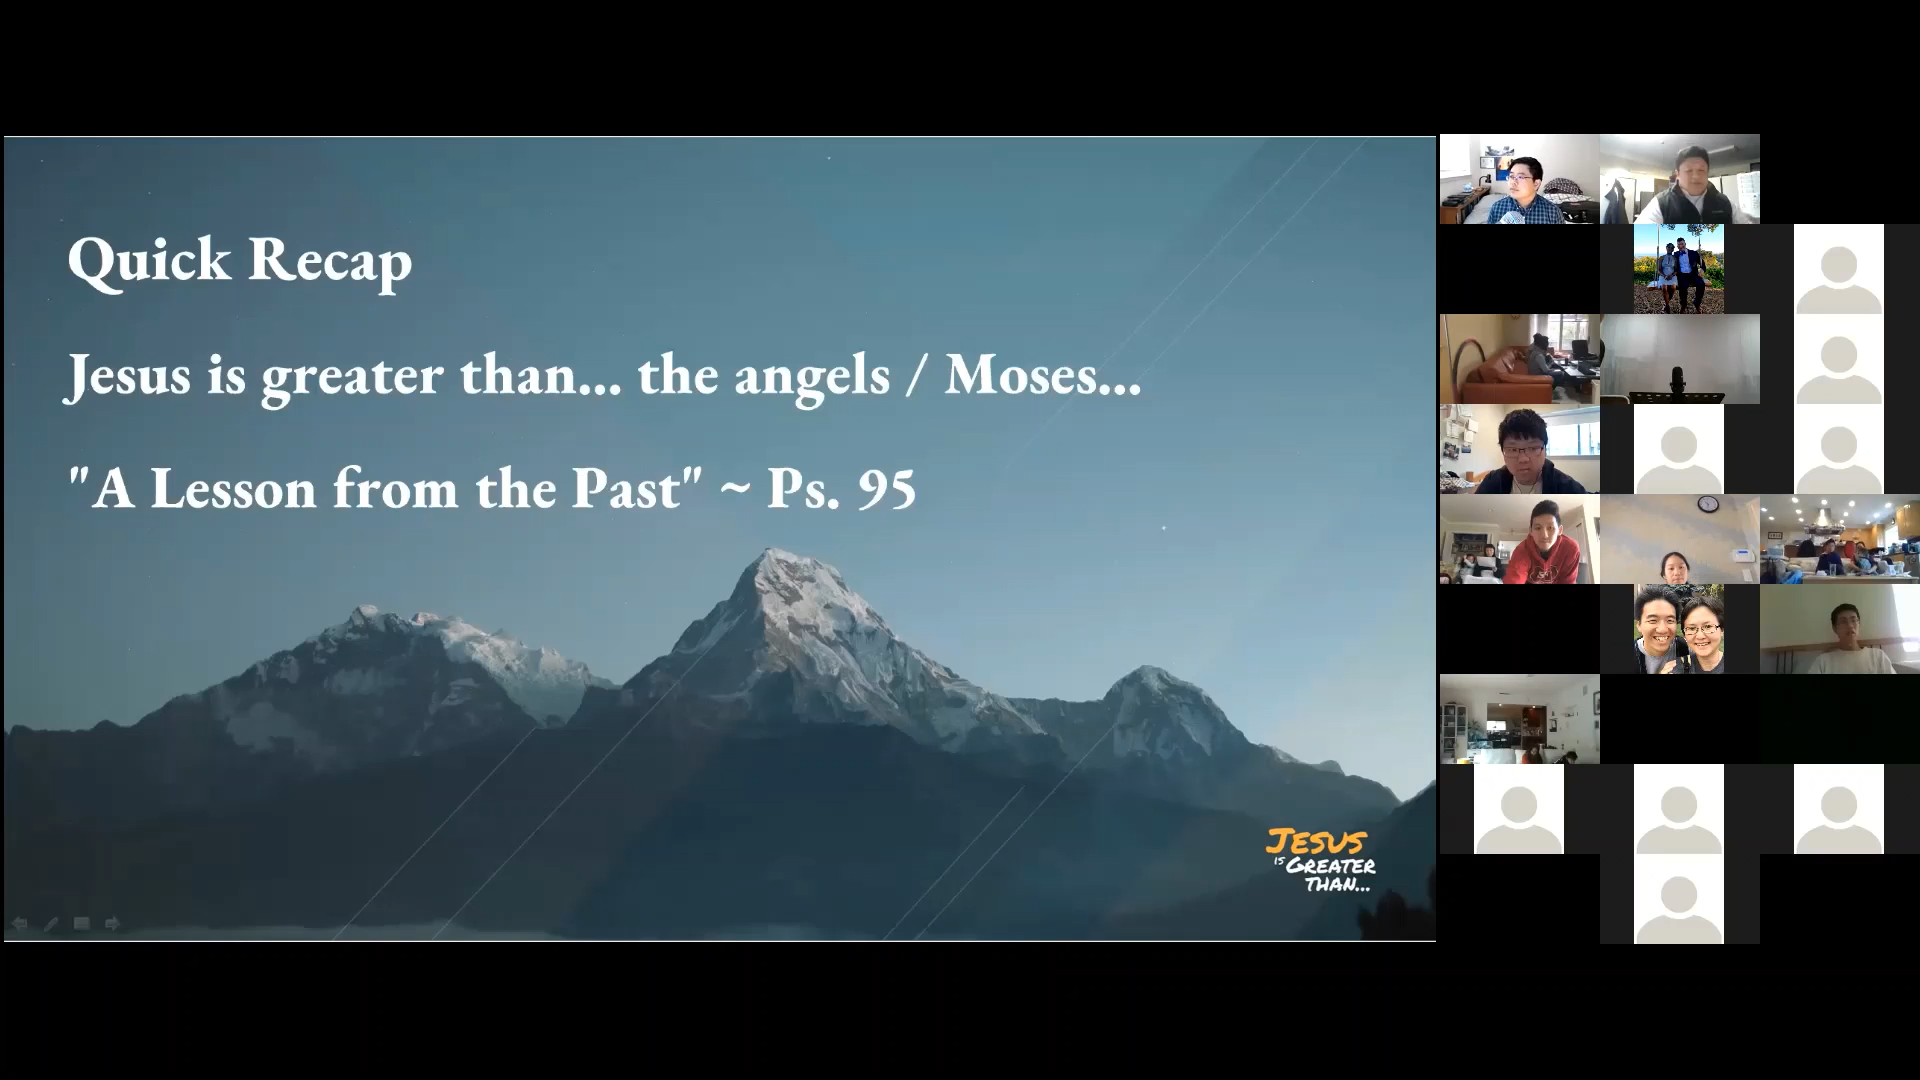 Quick Recap
Jesus is greater than... the angels / Moses...
"A Lesson from the Past" ~ Ps. 95
JESUS
IS GREATER
THAN...